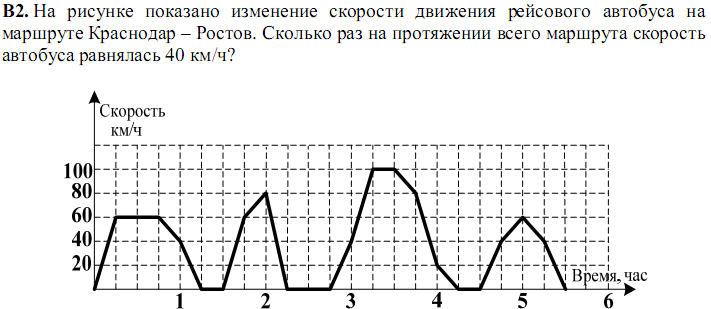 В2. На рисунке показано изменение скорости движения рейсового автобуса на
маршруте Краснодар – Ростов. Сколько раз на протяжении всего маршрута скорость
автобуса равнялась 40 км/ч?
Скорость
км/ч
100
80
60
40
20
Время, час
1 2 3 4 5 6